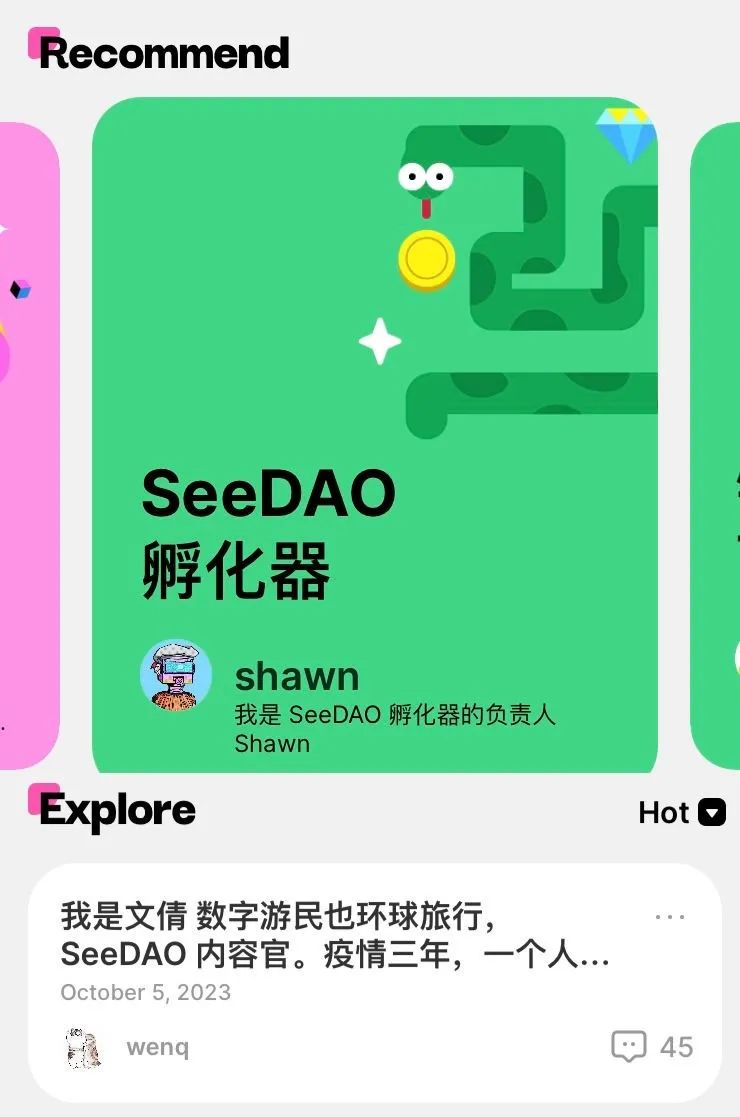 Recommend
SeeDAO
孵化器
shawn
我是 SeeDAO 孵化器的负责人
Shawn
Explore
Hot
我是文倩 数字游民也环球旅行，
SeeDAO 内容官。疫情三年，一个人...
October 5, 2023
wenq
45